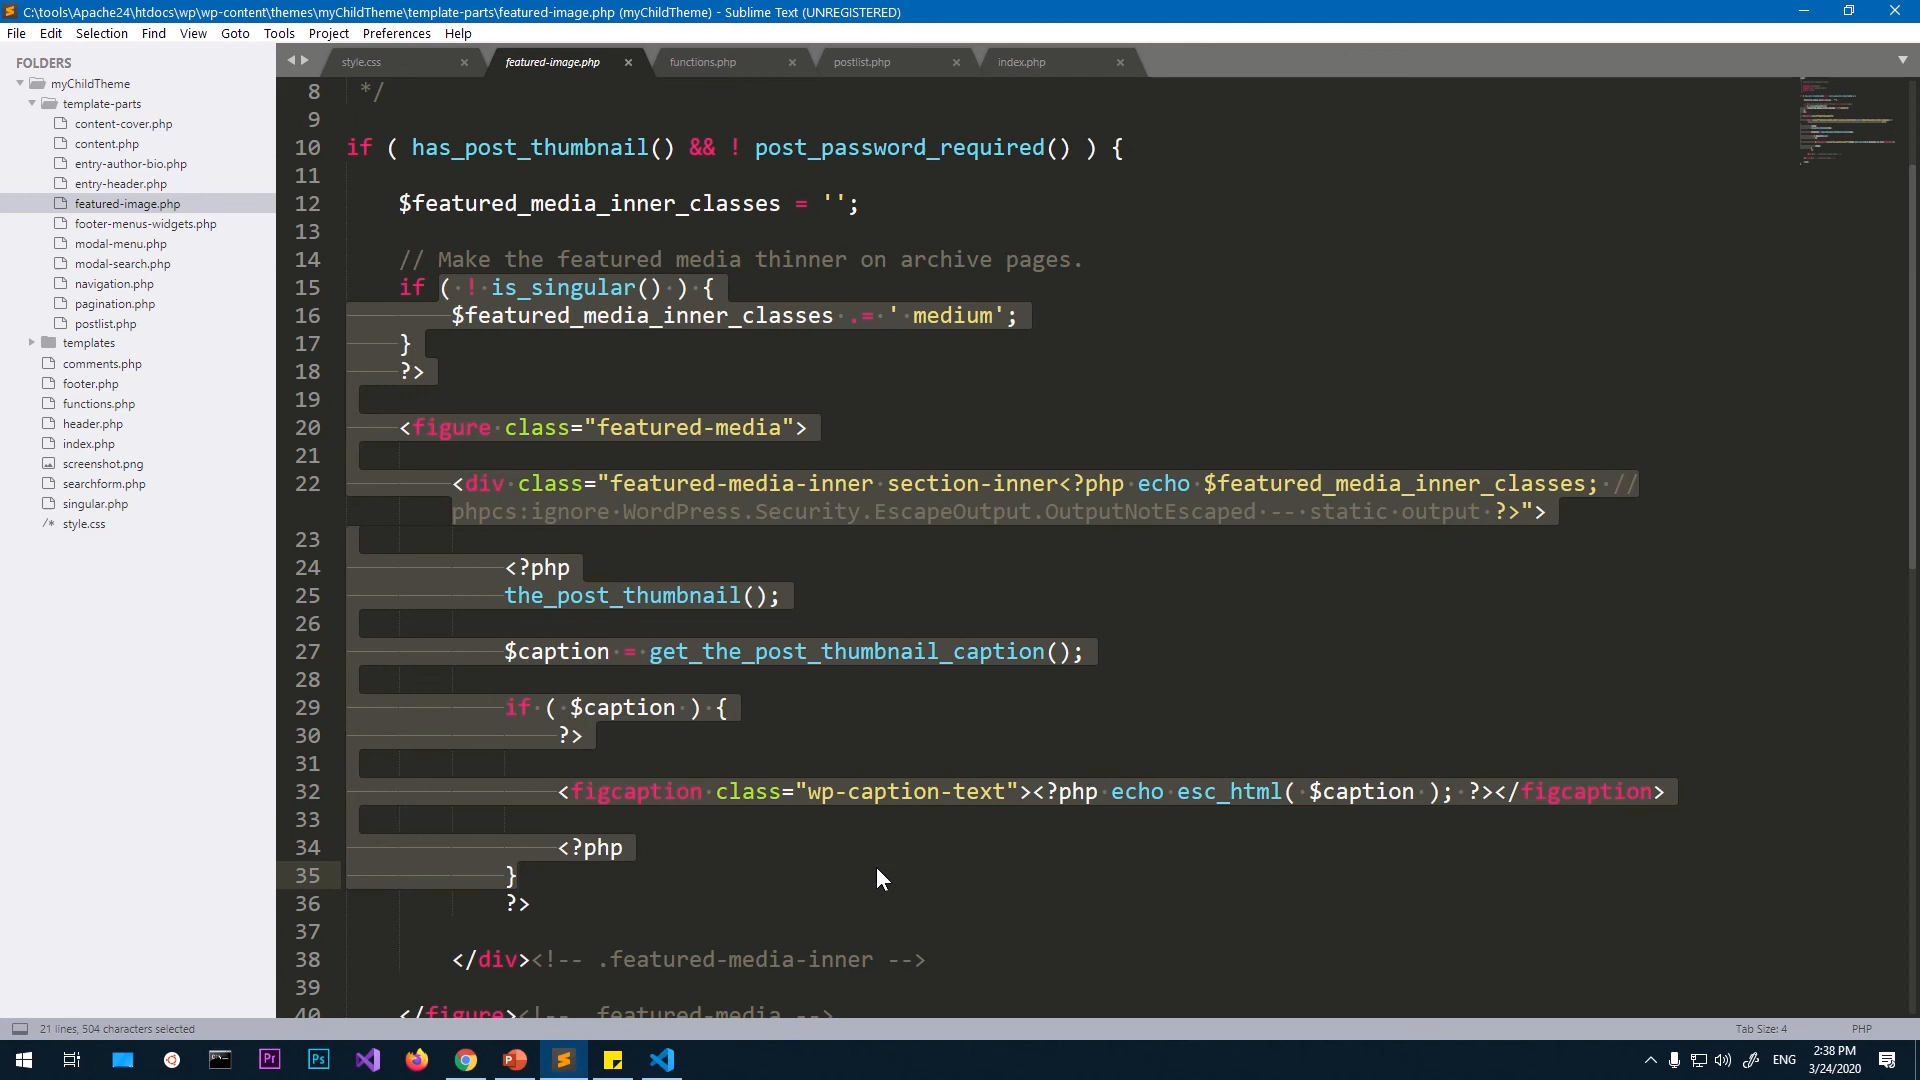 C:\tools\Apache24\htdocs\wp\wp-content\themes\myChildTheme\template-parts\featured-image.php (myChildTheme) - Sublime Text (UNREGISTERED)
File Edit Selection Find View Goto Tools Project Preferences Help
FOLDERS
myChildTheme
template-parts
content-cover.php
content.php
entry-author-bio.php
entry-header.php
featured-image.php
footer-menus-widgets.php
modal-menu.php
modal-search.php
navigation.php
pagination.php
postlist.php
templates
comments.php
footer.php
functions.php
header.php
index.php
screenshot.png
searchform.php
singular.php
/* style.css
style.css featured-image.php functions.php postlist.php index.php
8 */
9
10 if ( has_post_thumbnail() && ! post_password_required() ) {
11
12 $featured_media_inner_classes = '';
13
14 // Make the featured media thinner on archive pages.
15 if ( ! is_singular() ) {
16 $featured_media_inner_classes .= ' medium';
17 }
18 ?>
19
20 <figure class="featured-media">
21
22 <div class="featured-media-inner section-inner<?php echo $featured_media_inner_classes; //
phpcs:ignore WordPress.Security.EscapeOutput.OutputNotEscaped -- static output ?>">
23
24 <?php
25 the_post_thumbnail();
26
27 $caption = get_the_post_thumbnail_caption();
28
29 if ( $caption ) {
30 ?>
31
32 <figcaption class="wp-caption-text"><?php echo esc_html( $caption ); ?></figcaption>
33
34 <?php
35 }
36 ?>
37
38 </div><!-- .featured-media-inner -->
39
40 </figure><!-- .featured-media -->
21 lines, 504 characters selected
Tab Size: 4 PHP
ENG
2:38 PM
3/24/2020